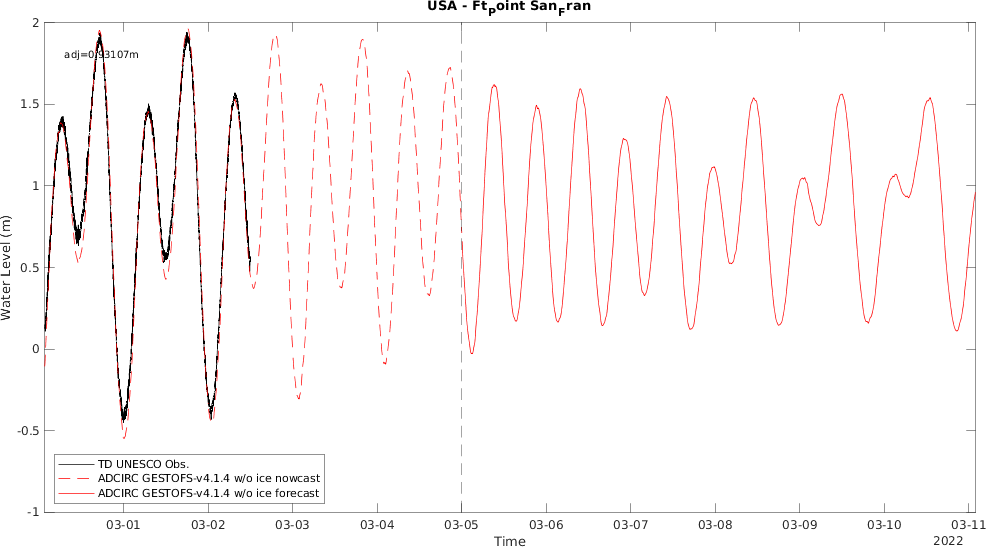 USA - Ft_Point San_Fran
adj=0.93107m
2
1.5
1
0.5
0
-0.5
-1
Water Level (m)
TD UNESCO Obs.
ADCIRC GESTOFS-v4.1.4 w/o ice nowcast
ADCIRC GESTOFS-v4.1.4 w/o ice forecast
03-01 03-02 03-03 03-04 03-05 03-06 03-07 03-08 03-09 03-10 03-11
Time
2022